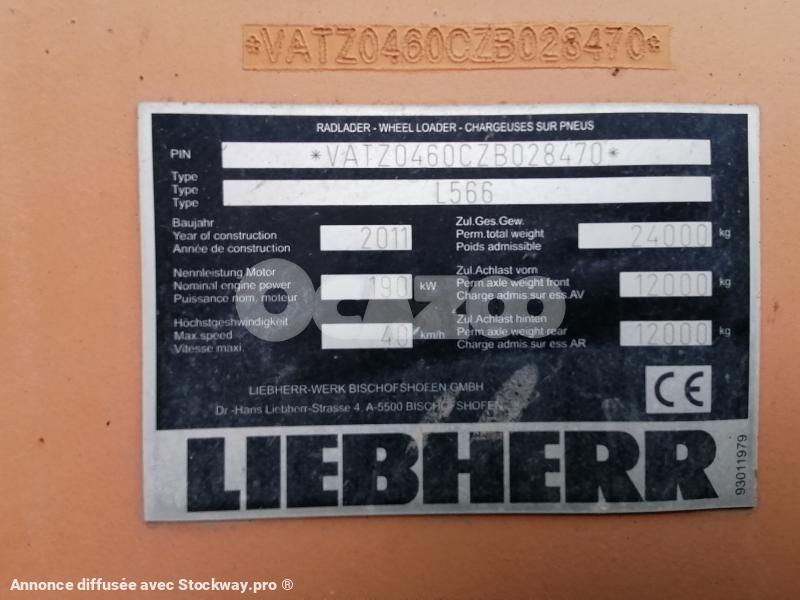 *VATZ0460CZB028470*
RADLADER - WHEEL LOADER - CHARGEUSES SUR PNEUS
PIN *VATZ0460CZB028470*
Type
Type L566
Type
Baujahr
Year of construction 2011
Année de construction
Zul.Ges.Gew.
Perm.total weight 24000 kg
Poids admissible
Nennleistung Motor
Nominal engine power 190 kW
Puissance nom. moteur
Zul.Achlast vorn
Perm.axle weight front 12000 kg
Charge admis.sur ess.AV
Höchstgeshwindigkeit
Max.speed 40 km/h
Vitesse maxi.
Zul.Achlast hinten
Perm.axle weight rear 12000 kg
Charge admis.sur ess AR
OCAZOO
LIEBHERR-WERK BISCHOFSHOFEN GMBH
Dr.-Hans Liebherr-Strasse 4, A-5500 BISCHOFSHOFEN
CE
LIEBHERR
93011979
Annonce diffusée avec Stockway.pro ®